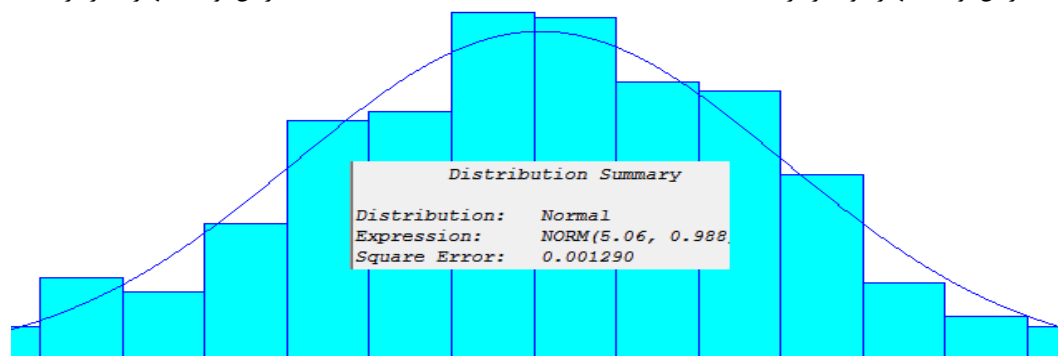 Distribution Summary
Distribution: Normal
Expression: NORM(5.06, 0.988
Square Error: 0.001290